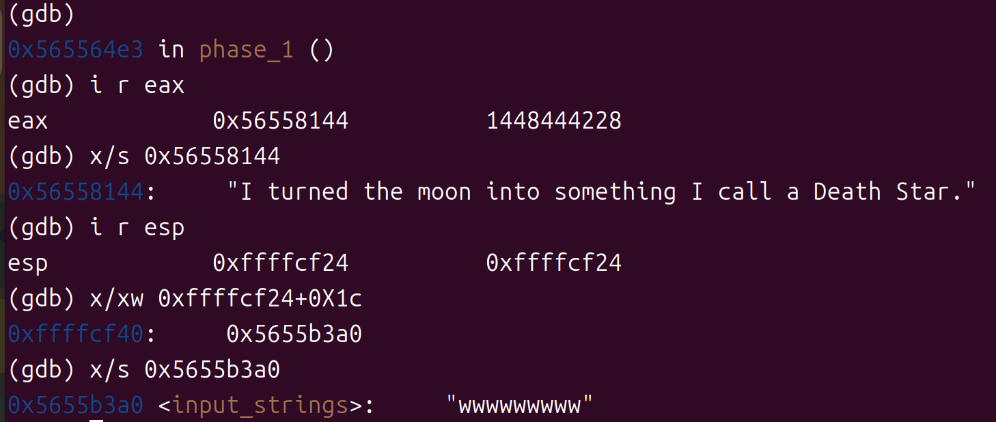 (gdb)
0x565564e3 in phase_1 ()
(gdb) i r eax
eax 0x56558144 1448444228
(gdb) x/s 0x56558144
0x56558144: "I turned the moon into something I call a Death Star."
(gdb) i r esp
esp 0xffffcf24 0xffffcf24
(gdb) x/xw 0xffffcf24+0X1c
0xffffcf40: 0x5655b3a0
(gdb) x/s 0x5655b3a0
0x5655b3a0 <input_strings>: "wwwwwwwwww"